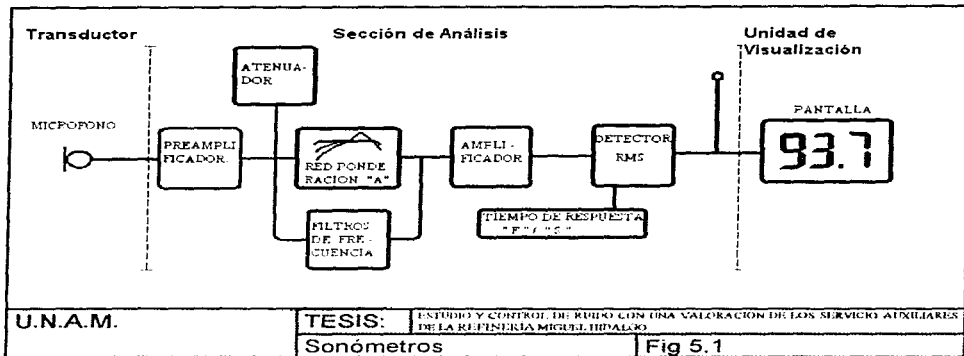 Transductor
Sección de Análisis
Unidad de
Visualización
ATENUA-
DOR
MICROFONO
PREAMPLI
FICADOR.
RED PONDE
RACION "A"
AMPLI-
FICADOR
DETECTOR
RMS
PANTALLA
93.7
FILTROS
DE FRE-
CUENCIA
TIEMPO DE RESPUESTA
"F" / "S"
U.N.A.M.
TESIS:
ESTUDIO Y CONTROL DE RUIDO CON UNA VALORACIÓN DE LOS SERVICIO AUXILIARES
DE LA REFINERÍA MIGUEL HIDALGO
Sonómetros
Fig 5.1